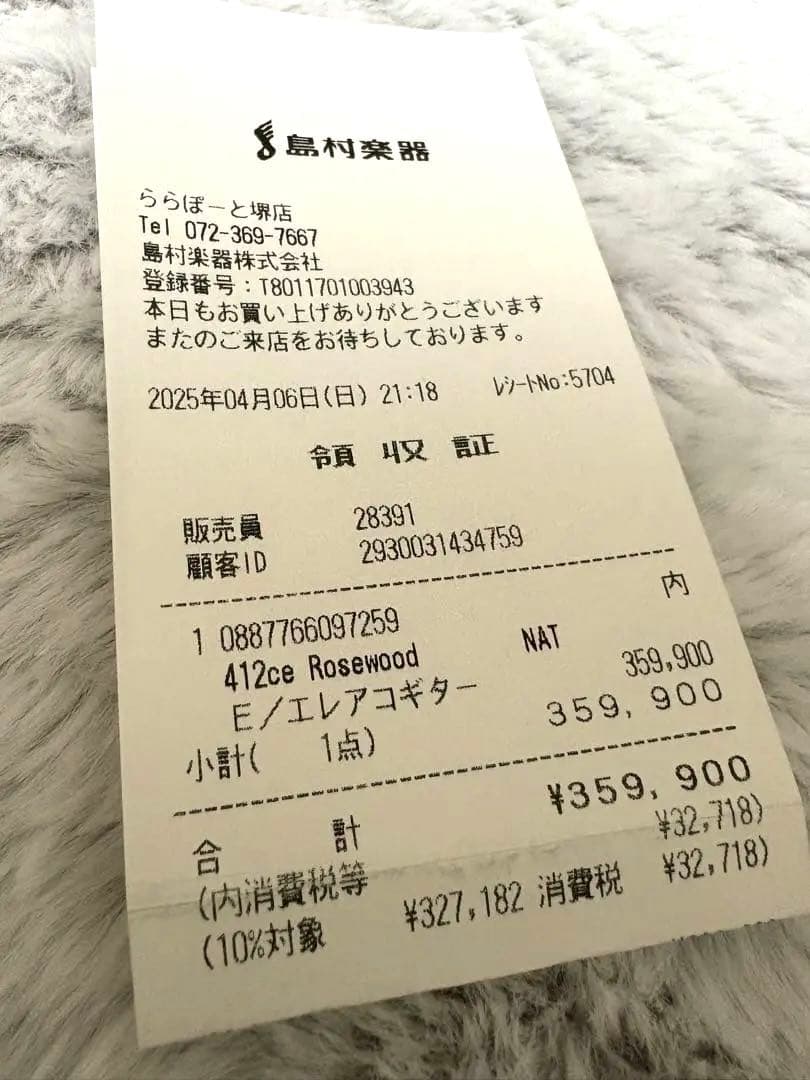 島村楽器
ららぽーと堺店
Tel 072-369-7667
島村楽器株式会社
登録番号：T8011701003943
本日もお買い上げありがとうございます
またのご来店をお待ちしております。
2025年04月06日(日) 21:18 ﾚｼｰﾄNo:5704
領収証
販売員 28391
顧客ID 2930031434759
内
1 0887766097259
412ce Rosewood NAT 359,900
E／エレアコギター
小計( 1点) 359,900
合計 ¥359,900
(内消費税等 ¥32,718)
(10%対象 ¥327,182 消費税 ¥32,718)